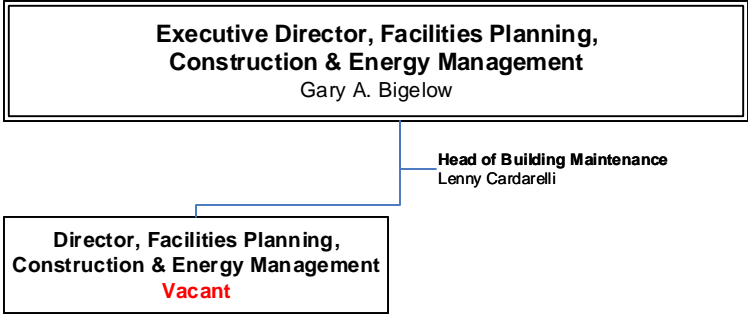 Executive Director, Facilities Planning,
Construction & Energy Management
Gary A. Bigelow
Head of Building Maintenance
Lenny Cardarelli
Director, Facilities Planning,
Construction & Energy Management
Vacant